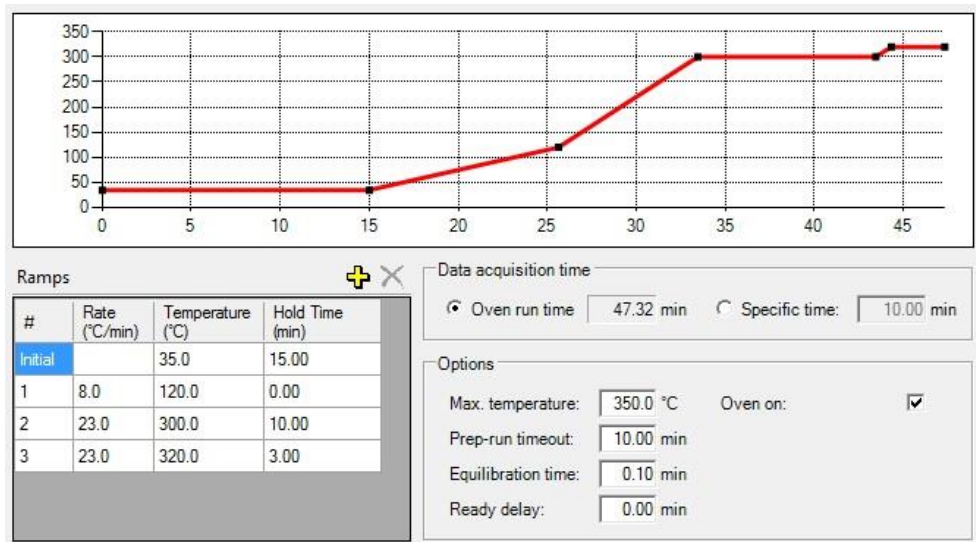 350
300
250
200
150
100
50
0
0 5 10 15 20 25 30 35 40 45
Ramps
# Rate (°C/min) Temperature (°C) Hold Time (min)
Initial 35.0 15.00
1 8.0 120.0 0.00
2 23.0 300.0 10.00
3 23.0 320.0 3.00
Data acquisition time
Oven run time 47.32 min Specific time: 10.00 min
Options
Max. temperature: 350.0 °C Oven on:
Prep-run timeout: 10.00 min
Equilibration time: 0.10 min
Ready delay: 0.00 min